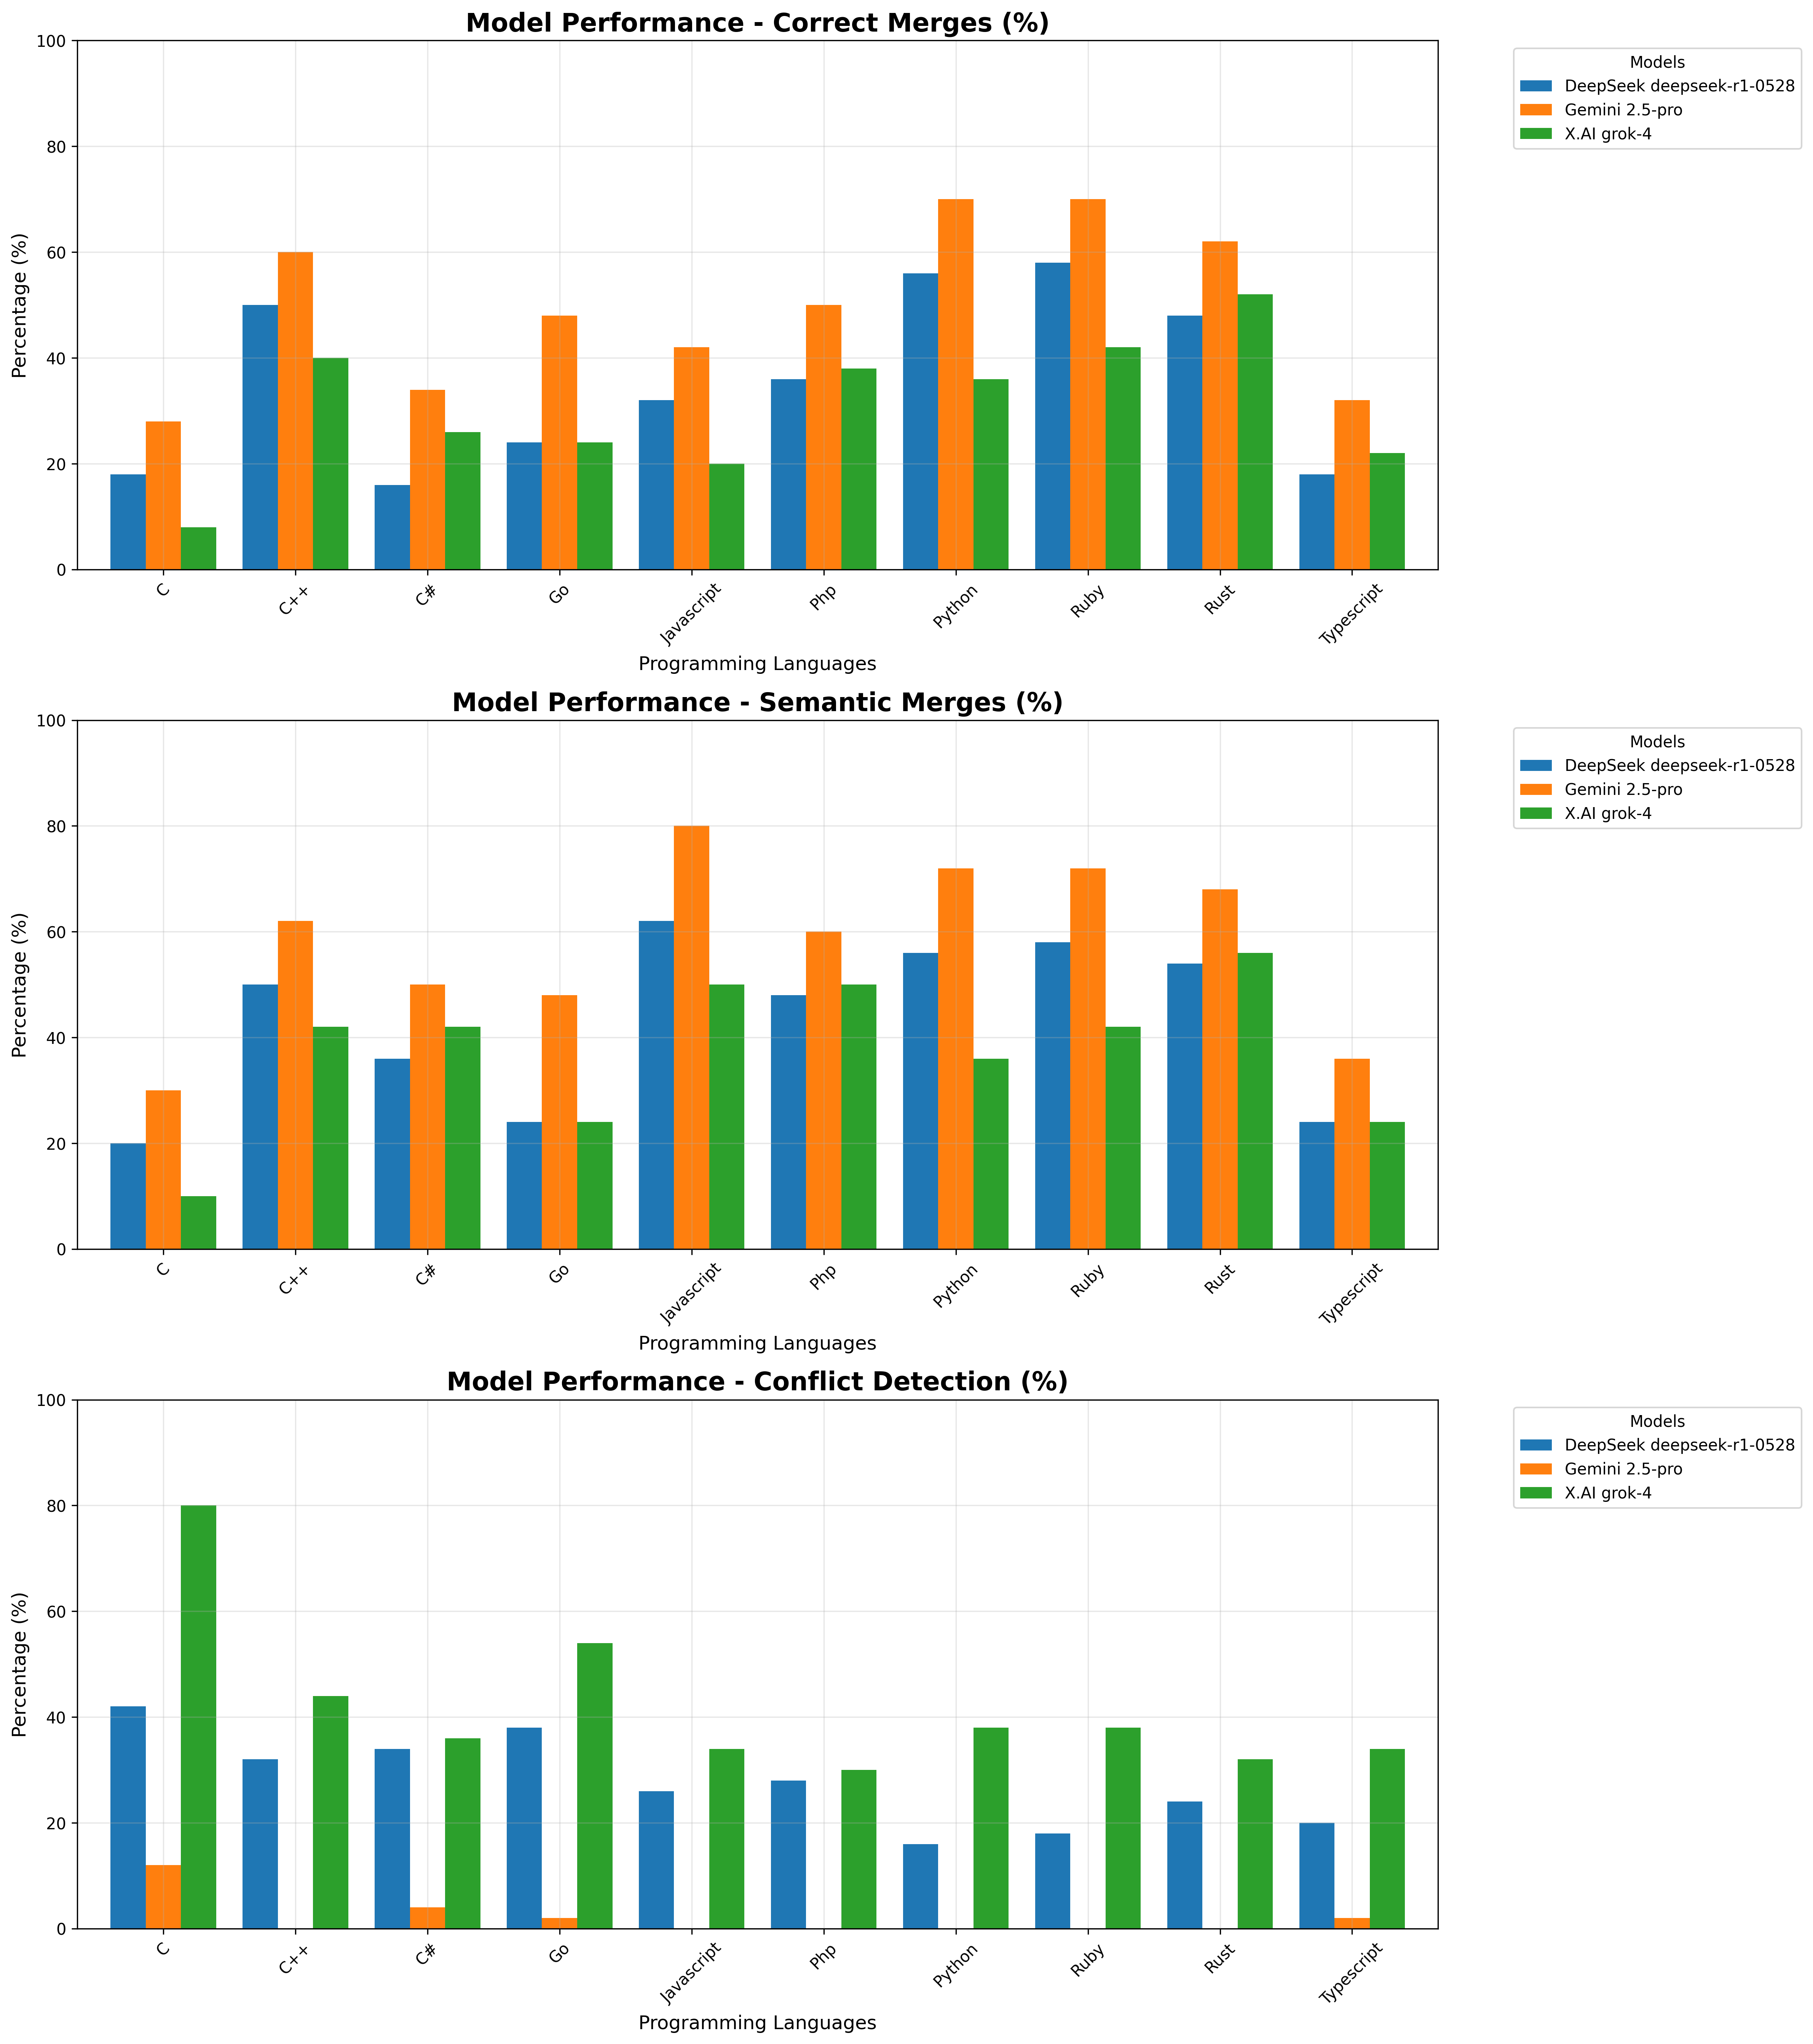 Model Performance - Correct Merges (%)
100
80
60
40
20
0
Percentage (%)
C
C++
C#
Go
Javascript
Php
Python
Ruby
Rust
Typescript
Programming Languages
Models
DeepSeek deepseek-r1-0528
Gemini 2.5-pro
X.AI grok-4
Model Performance - Semantic Merges (%)
100
80
60
40
20
0
Percentage (%)
C
C++
C#
Go
Javascript
Php
Python
Ruby
Rust
Typescript
Programming Languages
Models
DeepSeek deepseek-r1-0528
Gemini 2.5-pro
X.AI grok-4
Model Performance - Conflict Detection (%)
100
80
60
40
20
0
Percentage (%)
C
C++
C#
Go
Javascript
Php
Python
Ruby
Rust
Typescript
Programming Languages
Models
DeepSeek deepseek-r1-0528
Gemini 2.5-pro
X.AI grok-4